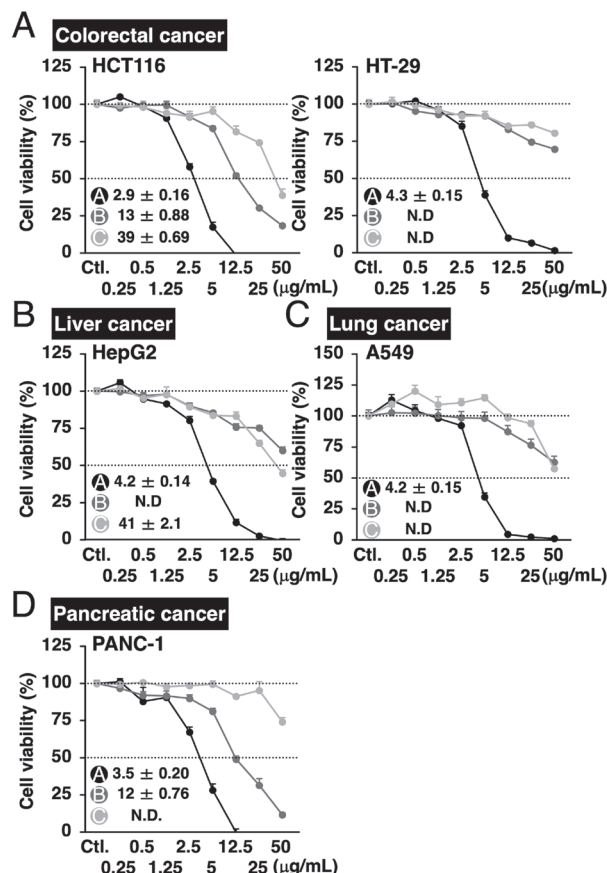 A
Colorectal cancer
HCT116
125
100
75
50
25
0
Cell viability (%)
A 2.9 ± 0.16
B 13 ± 0.88
C 39 ± 0.69
Ctl. 0.5 2.5 12.5 50
0.25 1.25 5 25 (μg/mL)
HT-29
125
100
75
50
25
0
Cell viability (%)
A 4.3 ± 0.15
B N.D
C N.D
Ctl. 0.5 2.5 12.5 50
0.25 1.25 5 25 (μg/mL)
B
Liver cancer
HepG2
125
100
75
50
25
0
Cell viability (%)
A 4.2 ± 0.14
B N.D
C 41 ± 2.1
Ctl. 0.5 2.5 12.5 50
0.25 1.25 5 25 (μg/mL)
C
Lung cancer
A549
150
125
100
75
50
25
0
Cell viability (%)
A 4.2 ± 0.15
B N.D
C N.D
Ctl. 0.5 2.5 12.5 50
0.25 1.25 5 25 (μg/mL)
D
Pancreatic cancer
PANC-1
125
100
75
50
25
0
Cell viability (%)
A 3.5 ± 0.20
B 12 ± 0.76
C N.D.
Ctl. 0.5 2.5 12.5 50
0.25 1.25 5 25 (μg/mL)